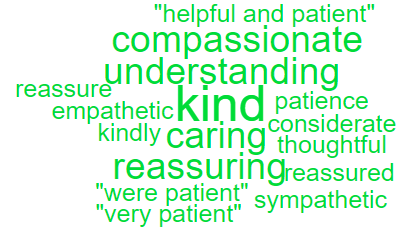 "helpful and patient"
compassionate
understanding
reassure
kind
patience
empathetic
considerate
kindly
caring
thoughtful
reassuring
reassured
"were patient"
sympathetic
"very patient"